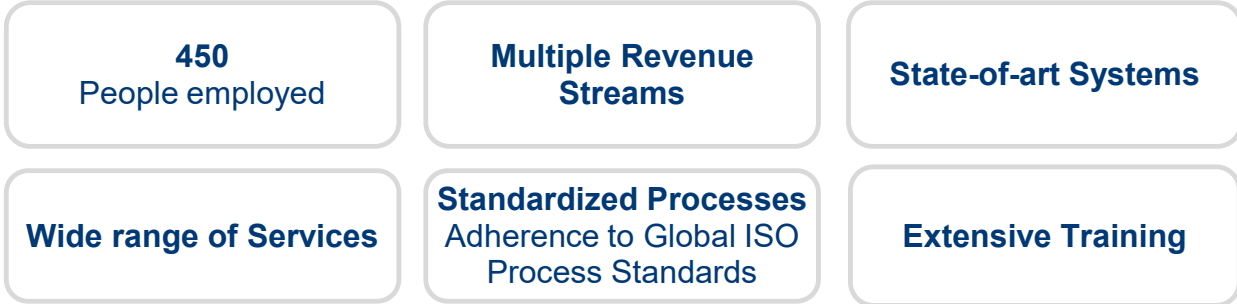 450
People employed
Multiple Revenue
Streams
State-of-art Systems
Wide range of Services
Standardized Processes
Adherence to Global ISO
Process Standards
Extensive Training